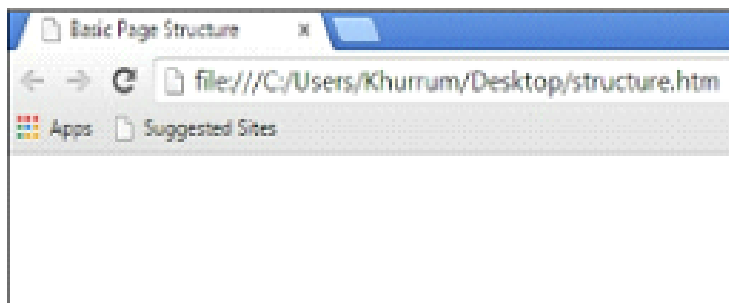 Basic Page Structure x
file:///C:/Users/Khurrum/Desktop/structure.htm
Apps Suggested Sites